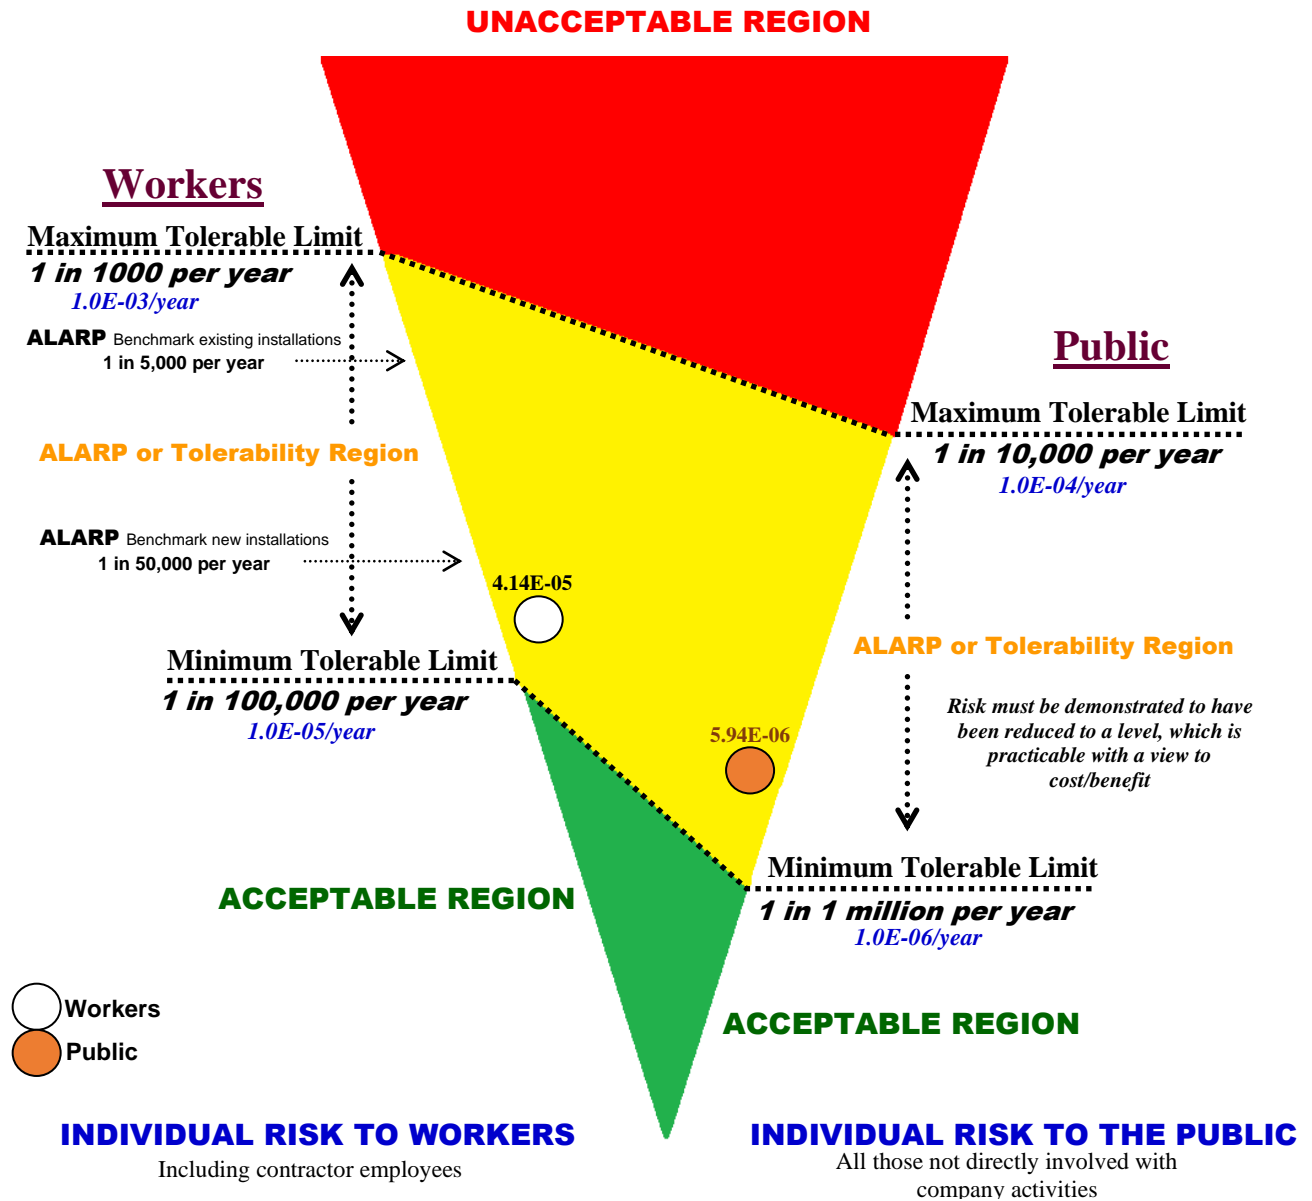 UNACCEPTABLE REGION
Workers
Maximum Tolerable Limit
1 in 1000 per year
1.0E-03/year
ALARP Benchmark existing installations
1 in 5,000 per year
ALARP or Tolerability Region
ALARP Benchmark new installations
1 in 50,000 per year
Minimum Tolerable Limit
1 in 100,000 per year
1.0E-05/year
4.14E-05
5.94E-06
Public
Maximum Tolerable Limit
1 in 10,000 per year
1.0E-04/year
ALARP or Tolerability Region
Risk must be demonstrated to have
been reduced to a level, which is
practicable with a view to
cost/benefit
Minimum Tolerable Limit
1 in 1 million per year
1.0E-06/year
ACCEPTABLE REGION
ACCEPTABLE REGION
Workers
Public
INDIVIDUAL RISK TO WORKERS
Including contractor employees
INDIVIDUAL RISK TO THE PUBLIC
All those not directly involved with
company activities